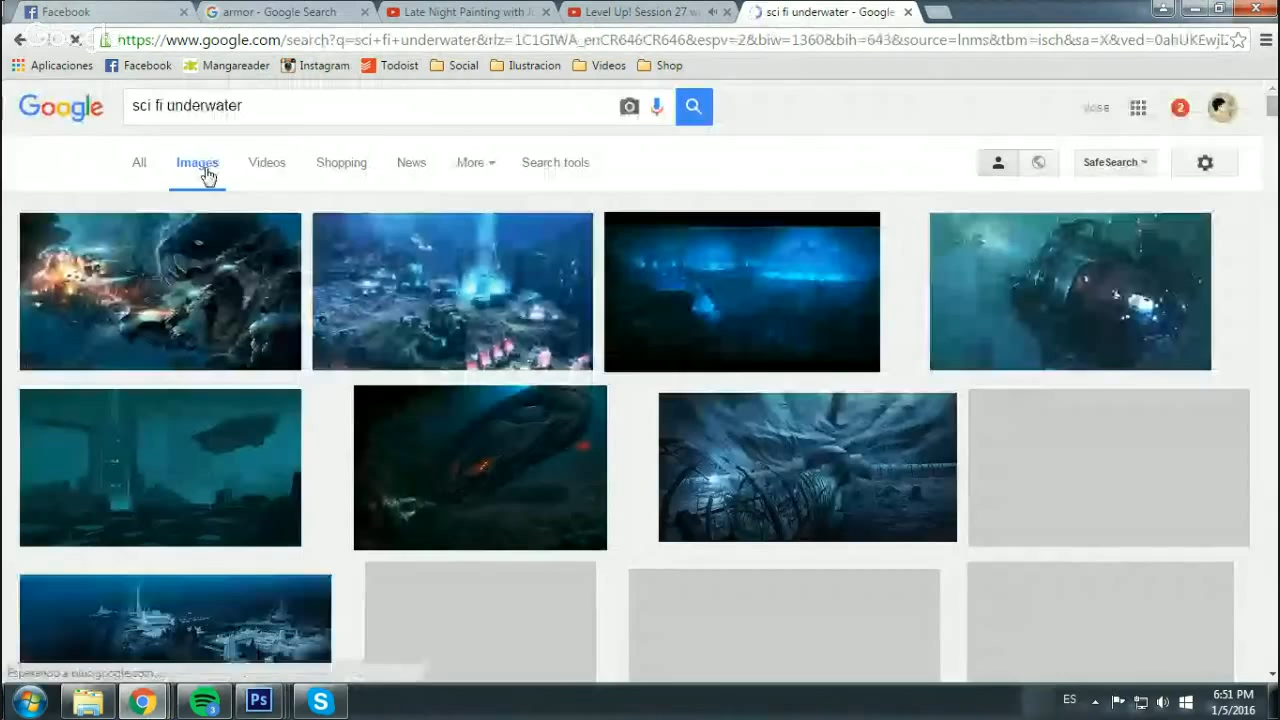 Facebook
armor - Google Search
Late Night Painting with J
Level Up! Session 27 w
sci fi underwater - Google
https://www.google.com/search?q=sci+fi+underwater&rlz=1C1GIWA_enCR646CR646&espv=2&biw=1360&bih=643&source=lnms&tbm=isch&sa=X&ved=0ahUKEwjL
Aplicaciones
Facebook
Mangareader
Instagram
Todoist
Social
Ilustracion
Videos
Shop
Google
sci fi underwater
2
All
Images
Videos
Shopping
News
More
Search tools
SafeSearch
3
Ps
ES
6:51 PM
1/5/2016